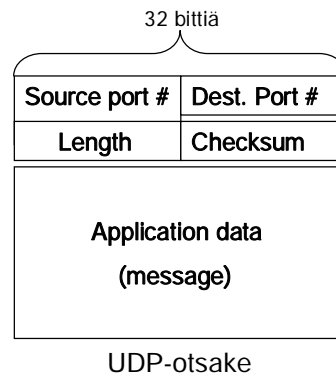 32 bittiä
Source port # Dest. Port #
Length Checksum
Application data
(message)
UDP-otsake